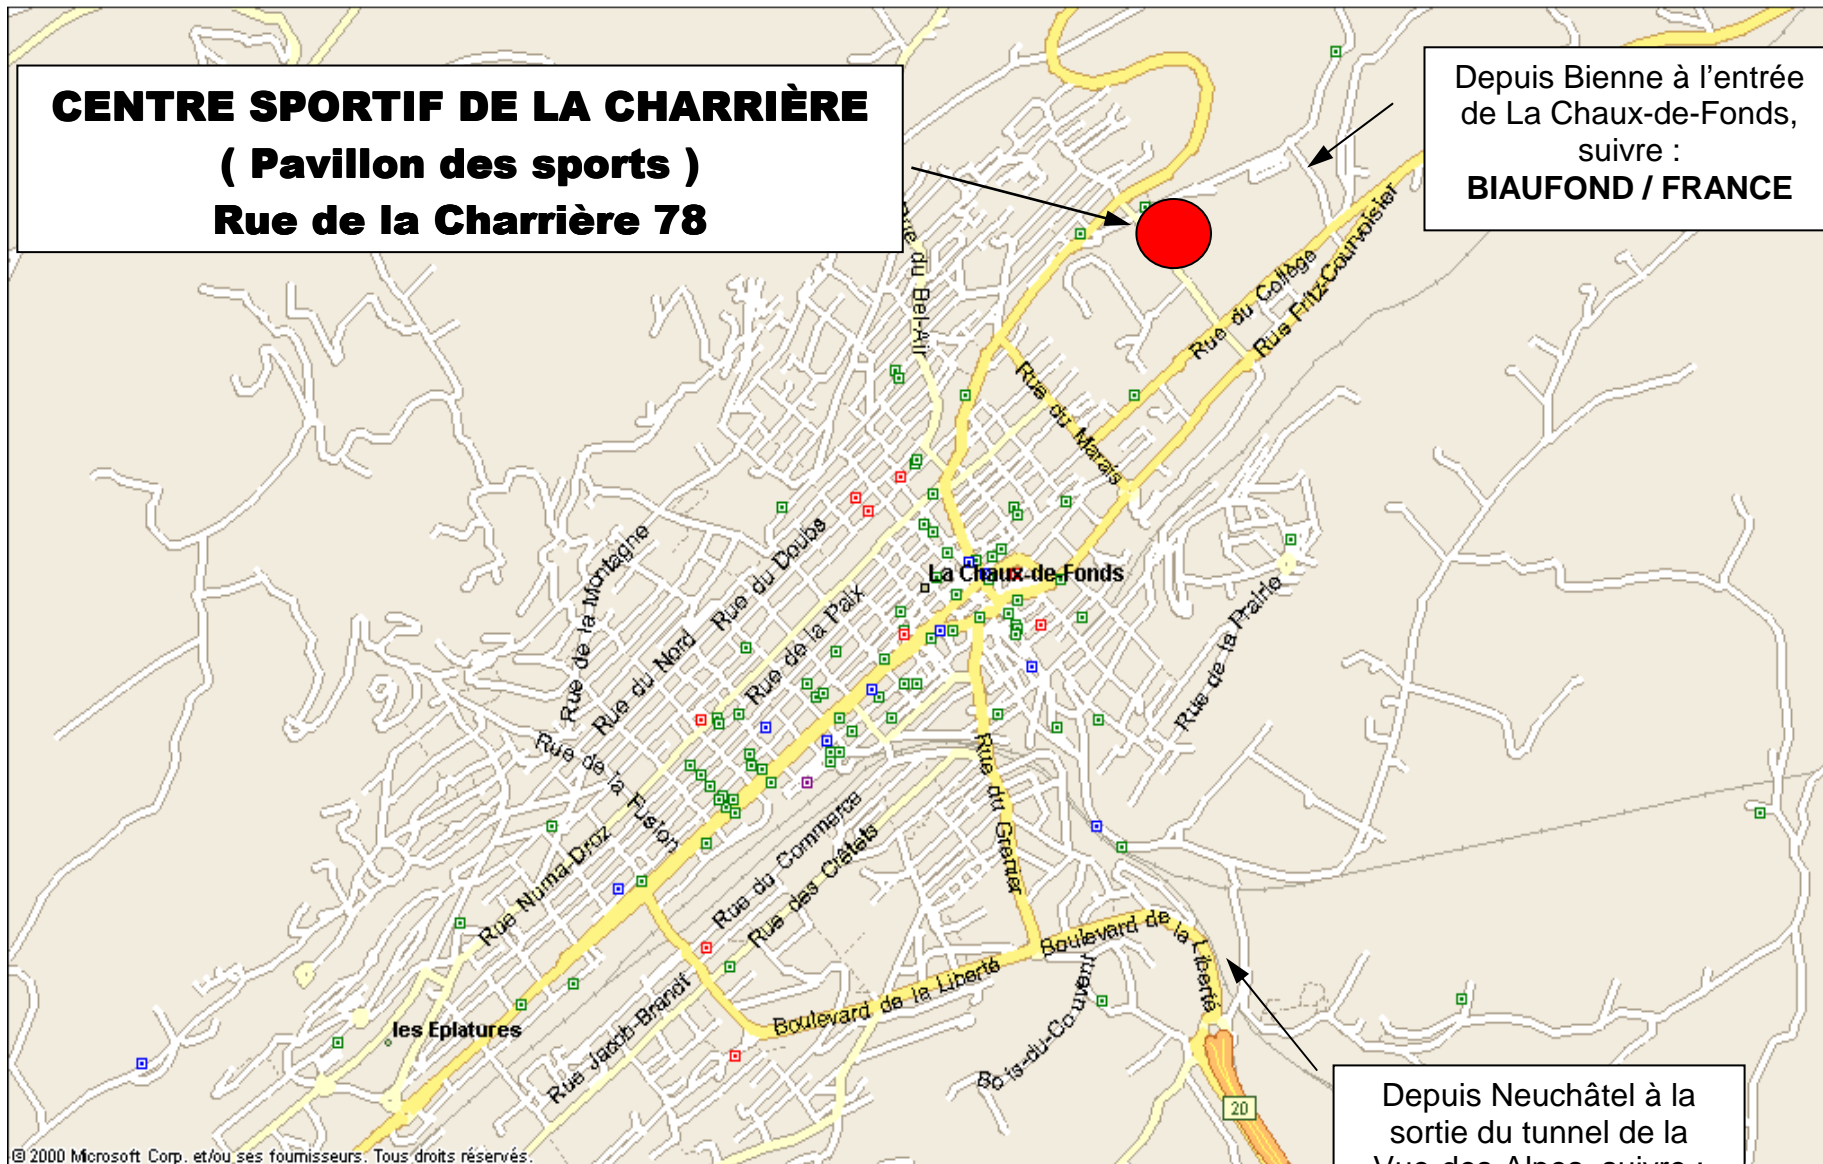 CENTRE SPORTIF DE LA CHARRIÈRE
( Pavillon des sports )
Rue de la Charrière 78
Depuis Bienne à l’entrée
de La Chaux-de-Fonds,
suivre :
BIAUFOND / FRANCE
Rue du Bel-Air
Rue du Collège
Rue Fritz-Courvoisier
Rue du Marais
La Chaux-de-Fonds
Rue de la Montagne
Rue du Nord
Rue du Doubs
Rue de la Paix
Rue de la Prairie
Rue de la Fusion
Rue Numa-Droz
Rue du Commerce
Rue des Crêtets
Rue du Grenier
Boulevard de la Liberté
Boulevard de la Liberté
Bois-du-Couvent
Rue Jacob-Brandt
les Eplatures
20
Depuis Neuchâtel à la
sortie du tunnel de la
Vue des Alpes, suivre :
© 2000 Microsoft Corp. et/ou ses fournisseurs. Tous droits réservés.